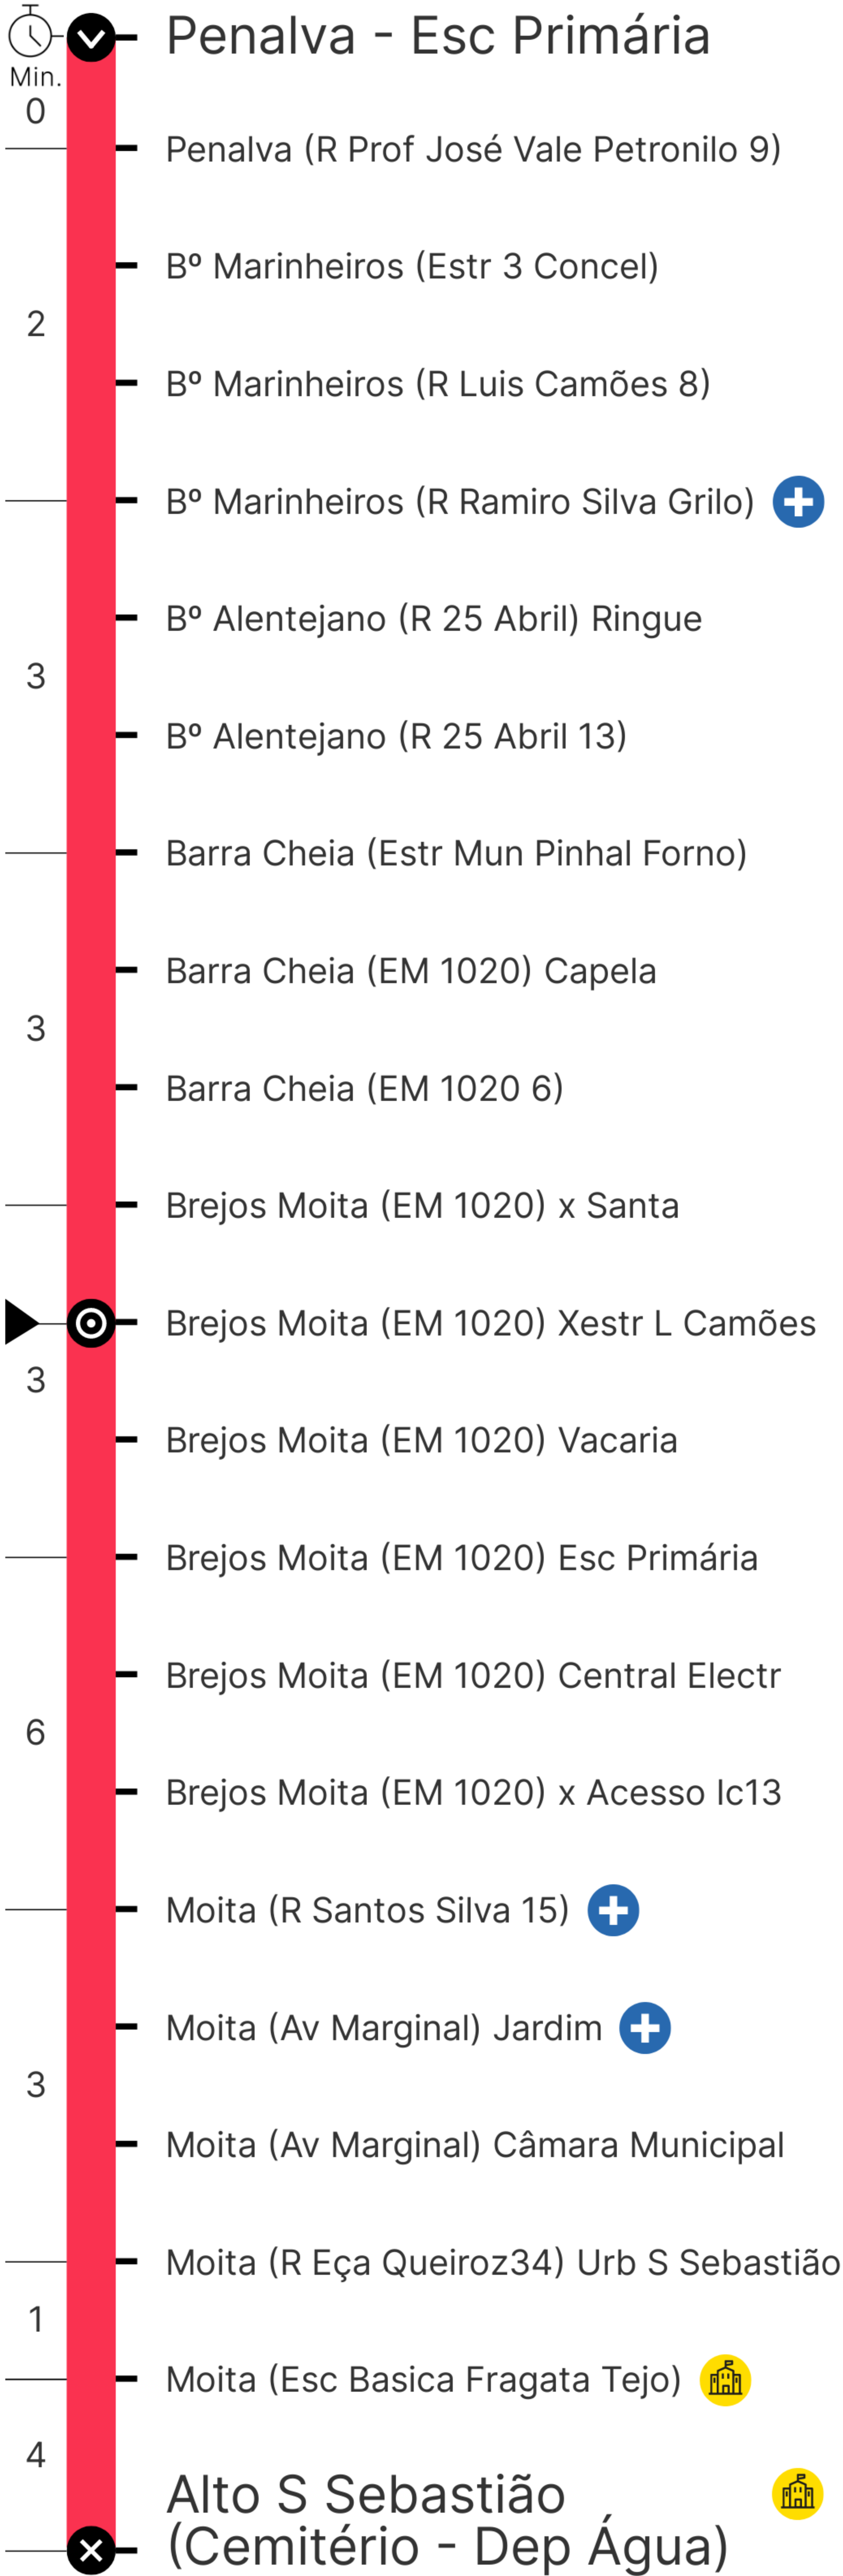 Penalva - Esc Primária
Min.
0
Penalva (R Prof José Vale Petronilo 9)
Bº Marinheiros (Estr 3 Concel)
2
Bº Marinheiros (R Luis Camões 8)
Bº Marinheiros (R Ramiro Silva Grilo)
Bº Alentejano (R 25 Abril) Ringue
3
Bº Alentejano (R 25 Abril 13)
Barra Cheia (Estr Mun Pinhal Forno)
Barra Cheia (EM 1020) Capela
3
Barra Cheia (EM 1020 6)
Brejos Moita (EM 1020) x Santa
Brejos Moita (EM 1020) Xestr L Camões
3
Brejos Moita (EM 1020) Vacaria
Brejos Moita (EM 1020) Esc Primária
Brejos Moita (EM 1020) Central Electr
6
Brejos Moita (EM 1020) x Acesso Ic13
Moita (R Santos Silva 15)
Moita (Av Marginal) Jardim
3
Moita (Av Marginal) Câmara Municipal
Moita (R Eça Queiroz34) Urb S Sebastião
1
Moita (Esc Basica Fragata Tejo)
4
Alto S Sebastião
(Cemitério - Dep Água)